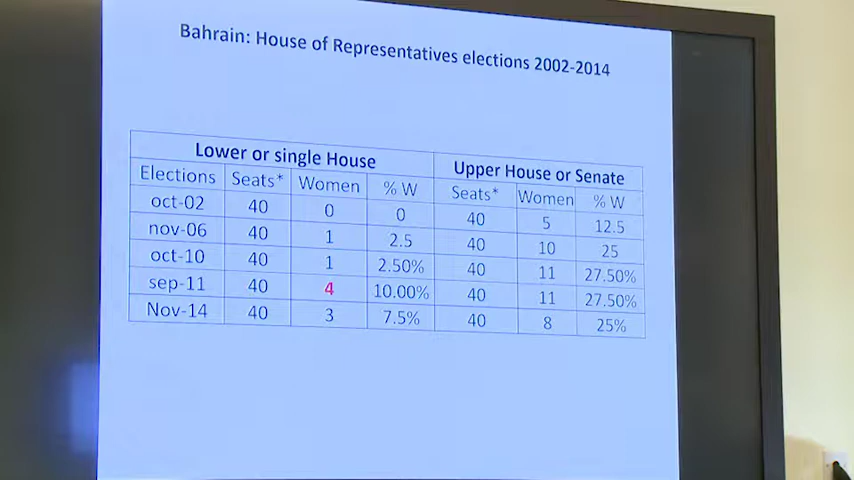 Bahrain: House of Representatives elections 2002-2014
Lower or single House Upper House or Senate
Elections Seats* Women % W Seats* Women % W
oct-02 40 0 0 40 5 12.5
nov-06 40 1 2.5 40 10 25
oct-10 40 1 2.50% 40 11 27.50%
sep-11 40 4 10.00% 40 11 27.50%
Nov-14 40 3 7.5% 40 8 25%